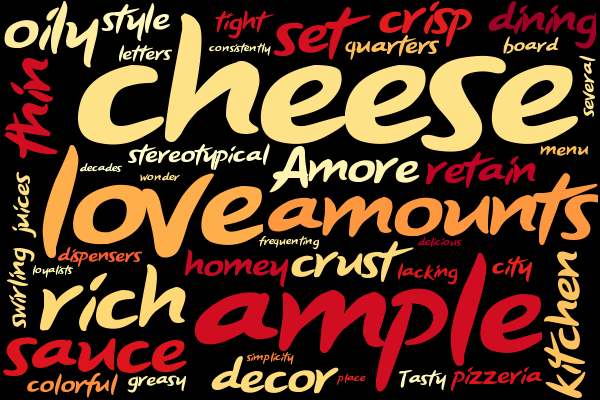 oily
style
tight
set
crisp
dining
letters
consistently
quarters
board
thin
cheese
several
stereotypical
menu
decades
Amore
retain
wonder
love
amounts
juices
frequenting
delicious
dispensers
homey
crust
lacking
city
loyalists
swirling
rich
ample
kitchen
sauce
simplicity
colorful
greasy
decor
place
Tasty
pizzeria